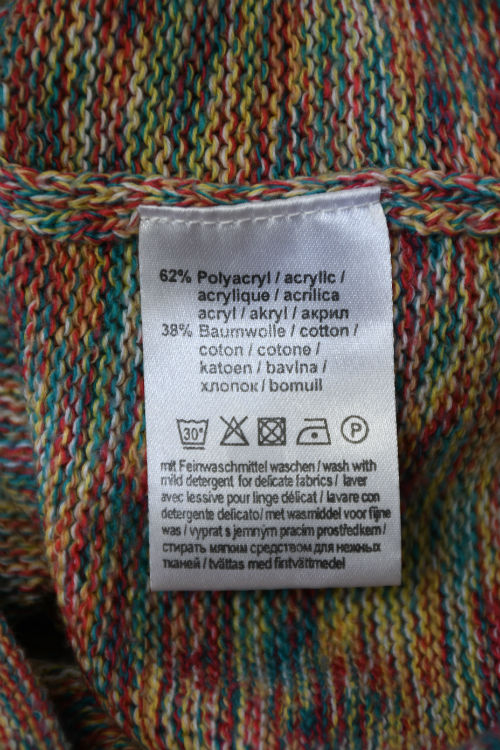 62% Polyacryl / acrylic /
acrylique / acrilica
acryl / akryl / акрил
38% Baumwolle / cotton /
coton / cotone /
katoen / bavlna /
хлопок / bomull
30° P
mit Feinwaschmittel waschen / wash with
mild detergent for delicate fabrics / laver
avec lessive pour linge délicat / lavare con
detergente delicato / met wasmiddel voor fijne
was / vyprat s jemným pracím prostředkem /
стирать мягким средством для нежных
тканей / tvättas med fintvättmedel